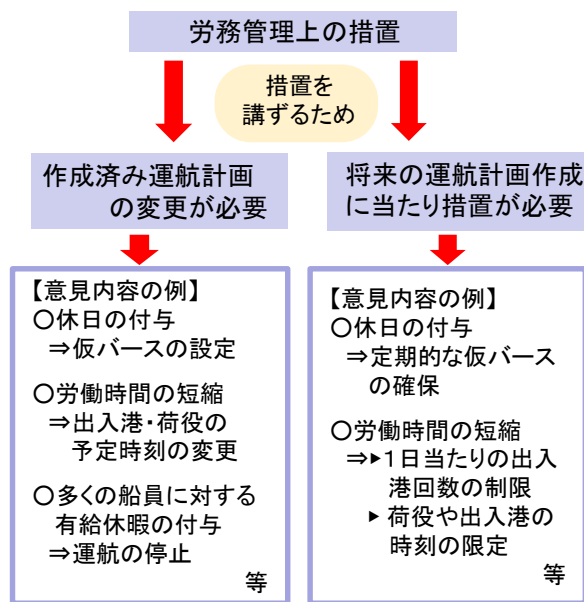 労務管理上の措置
措置を
講ずるため
作成済み運航計画
の変更が必要
【意見内容の例】
〇休日の付与
⇒仮バースの設定
〇労働時間の短縮
⇒出入港・荷役の
予定時刻の変更
〇多くの船員に対する
有給休暇の付与
⇒運航の停止
等
将来の運航計画作成
に当たり措置が必要
【意見内容の例】
〇休日の付与
⇒定期的な仮バース
の確保
〇労働時間の短縮
⇒▶1日当たりの出入
港回数の制限
▶ 荷役や出入港の
時刻の限定
等